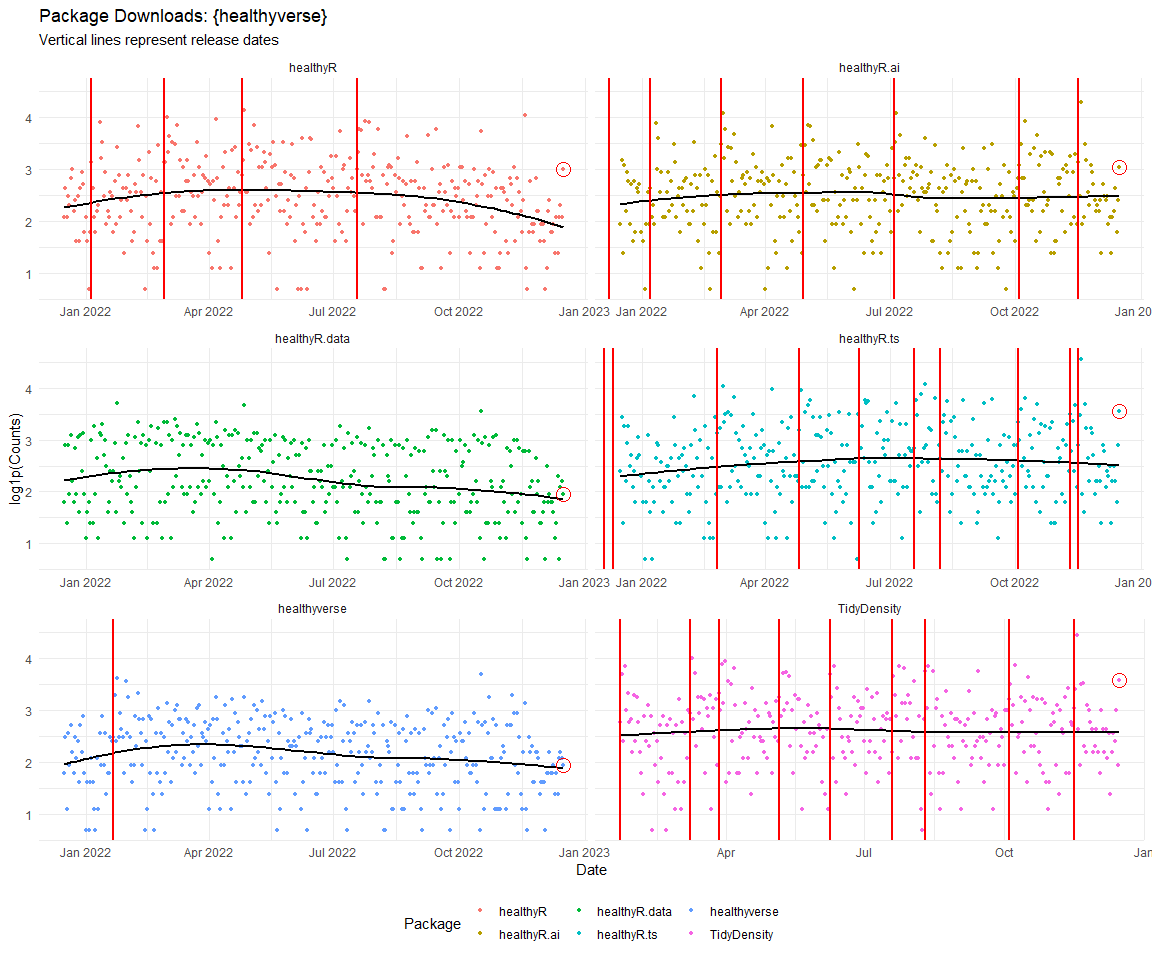 Package Downloads: {healthyverse}
Vertical lines represent release dates
healthyR healthyR.ai
4
3
2
1
Jan 2022 Apr 2022 Jul 2022 Oct 2022 Jan 2023 Jan 2022 Apr 2022 Jul 2022 Oct 2022 Jan 20
healthyR.data healthyR.ts
4
3
2
1
log1p(Counts)
Jan 2022 Apr 2022 Jul 2022 Oct 2022 Jan 2023 Jan 2022 Apr 2022 Jul 2022 Oct 2022 Jan 20
healthyverse TidyDensity
4
3
2
1
Jan 2022 Apr 2022 Jul 2022 Oct 2022 Jan 2023 Apr Jul Oct Jan
Date
Package healthyR healthyR.data healthyverse
healthyR.ai healthyR.ts TidyDensity